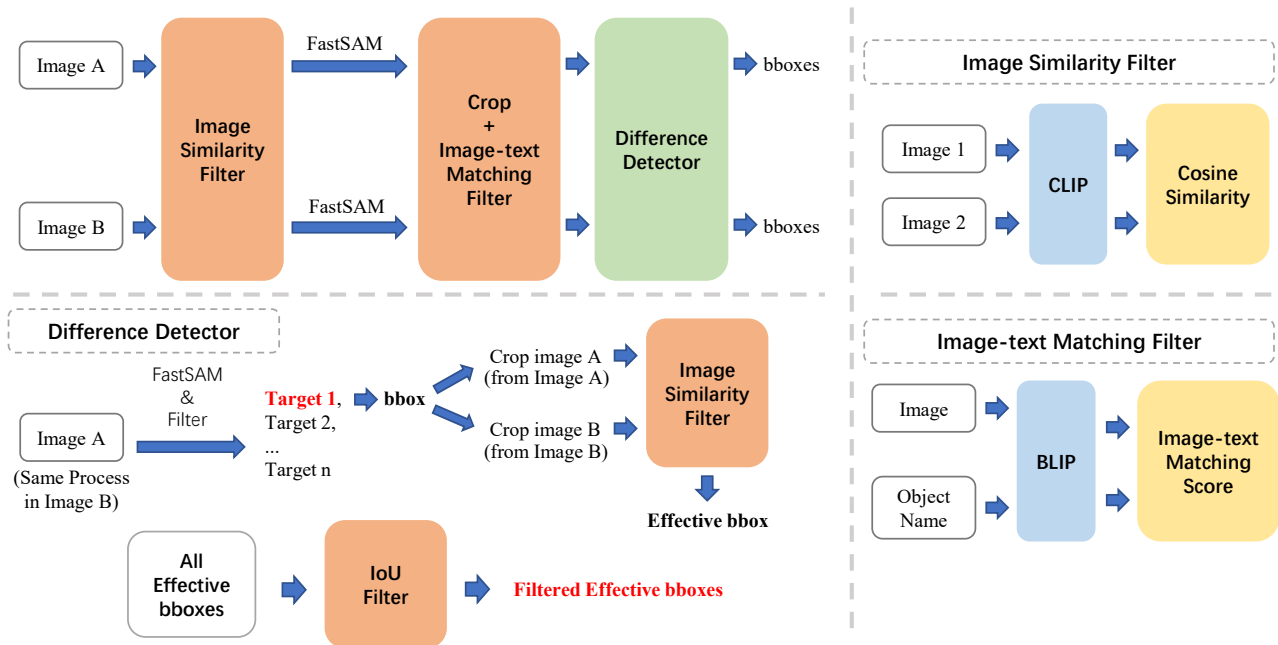 Image A
Image B
Image
Similarity
Filter
FastSAM
FastSAM
Crop
+
Image-text
Matching
Filter
Difference
Detector
bboxes
bboxes
Image Similarity Filter
Image 1
Image 2
CLIP
Cosine
Similarity
Difference Detector
FastSAM
&
Filter
Image A
(Same Process
in Image B)
Target 1,
Target 2,
...
Target n
bbox
Crop image A
(from Image A)
Crop image B
(from Image B)
Image
Similarity
Filter
Effective bbox
All
Effective
bboxes
IoU
Filter
Filtered Effective bboxes
Image-text Matching Filter
Image
Object
Name
BLIP
Image-text
Matching
Score